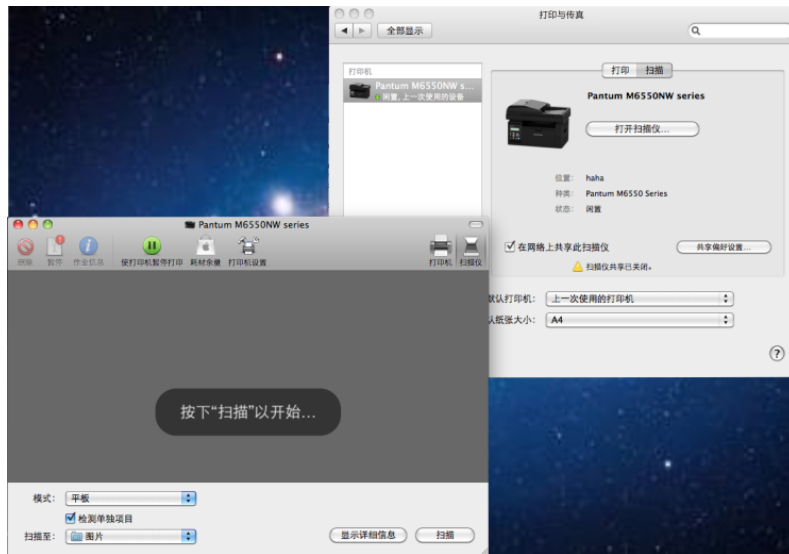 打印与传真
全部显示
打印机
Pantum M6550NW s...
闲置, 上一次使用的设备
打印 扫描
Pantum M6550NW series
打开扫描仪...
位置: haha
种类: Pantum M6550 Series
状态: 闲置
在网络上共享此扫描仪
共享偏好设置...
扫描仪共享已关闭。
默认打印机: 上一次使用的打印机
认纸张大小: A4
?
Pantum M6550NW series
删除 暂停 作业信息 使打印机暂停打印 耗材余量 打印机设置 打印机 扫描仪
按下“扫描”以开始...
模式: 平板
检测单独项目
扫描至: 图片
显示详细信息 扫描